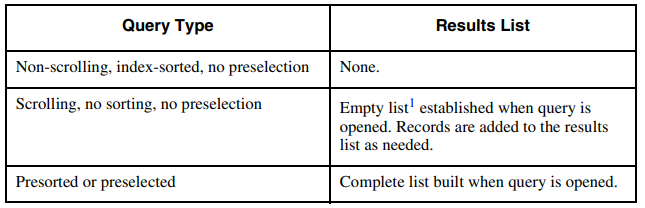 Query Type Results List
Non-scrolling, index-sorted, no preselection None.
Scrolling, no sorting, no preselection Empty list1 established when query is
opened. Records are added to the results
list as needed.
Presorted or preselected Complete list built when query is opened.